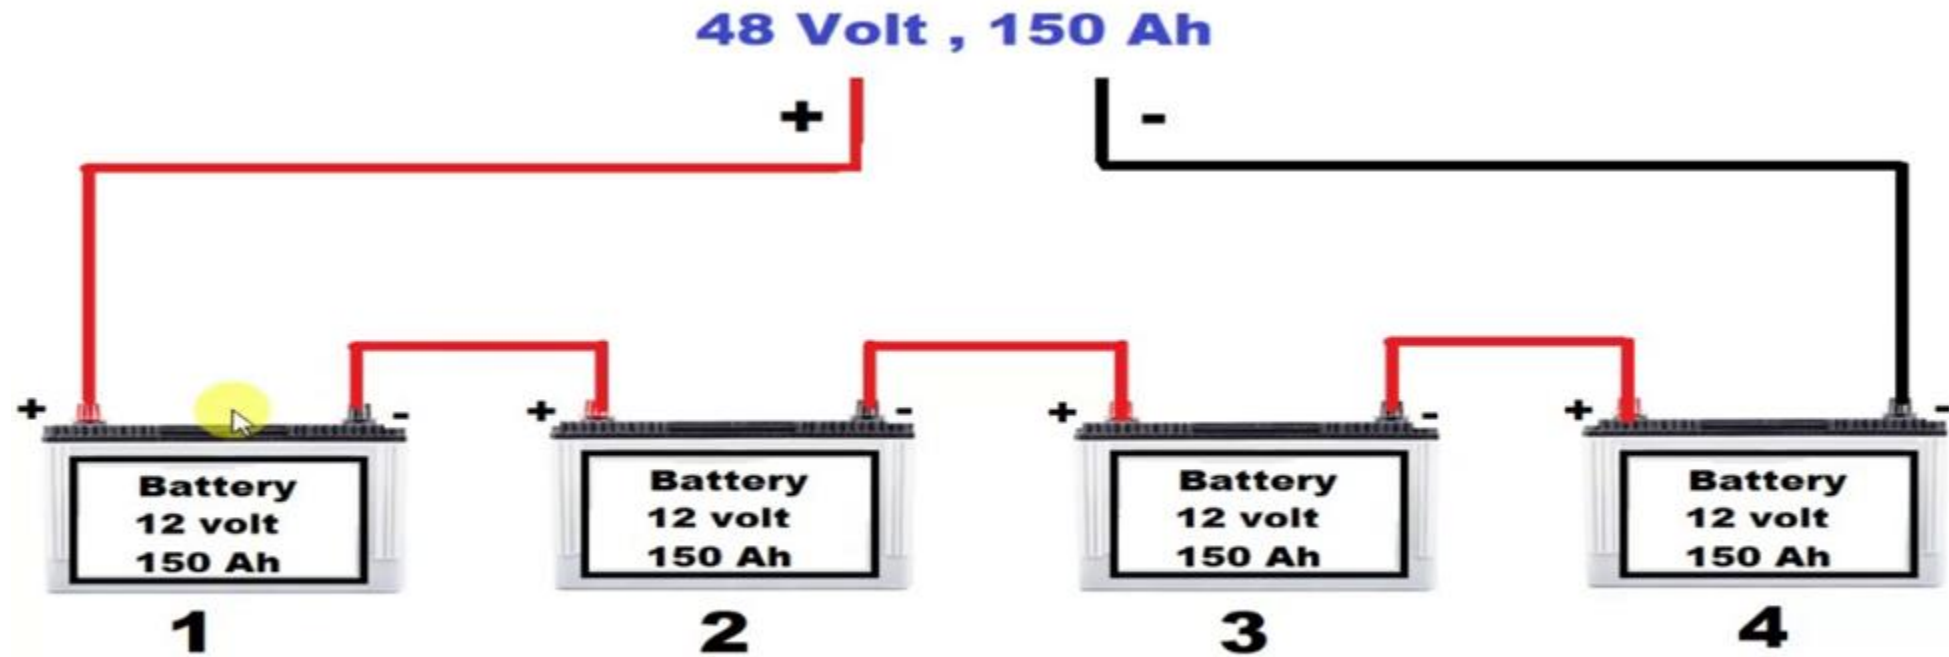 48 Volt , 150 Ah
+ -
+ - + - + - + -
Battery
12 volt
150 Ah
1
Battery
12 volt
150 Ah
2
Battery
12 volt
150 Ah
3
Battery
12 volt
150 Ah
4